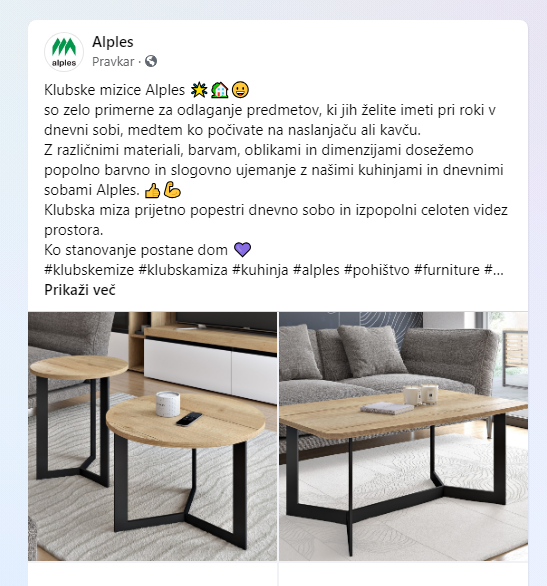 Alples
Pravkar ·
alples
Klubske mizice Alples 🌟🏠😀
so zelo primerne za odlaganje predmetov, ki jih želite imeti pri roki v
dnevni sobi, medtem ko počivate na naslanjaču ali kavču.
Z različnimi materiali, barvam, oblikami in dimenzijami dosežemo
popolno barvno in slogovno ujemanje z našimi kuhinjami in dnevnimi
sobami Alples. 👍💪
Klubska miza prijetno popestri dnevno sobo in izpopolni celoten videz
prostora.
Ko stanovanje postane dom 💜
#klubskemize #klubskamiza #kuhinja #alples #pohištvo #furniture #...
Prikaži več